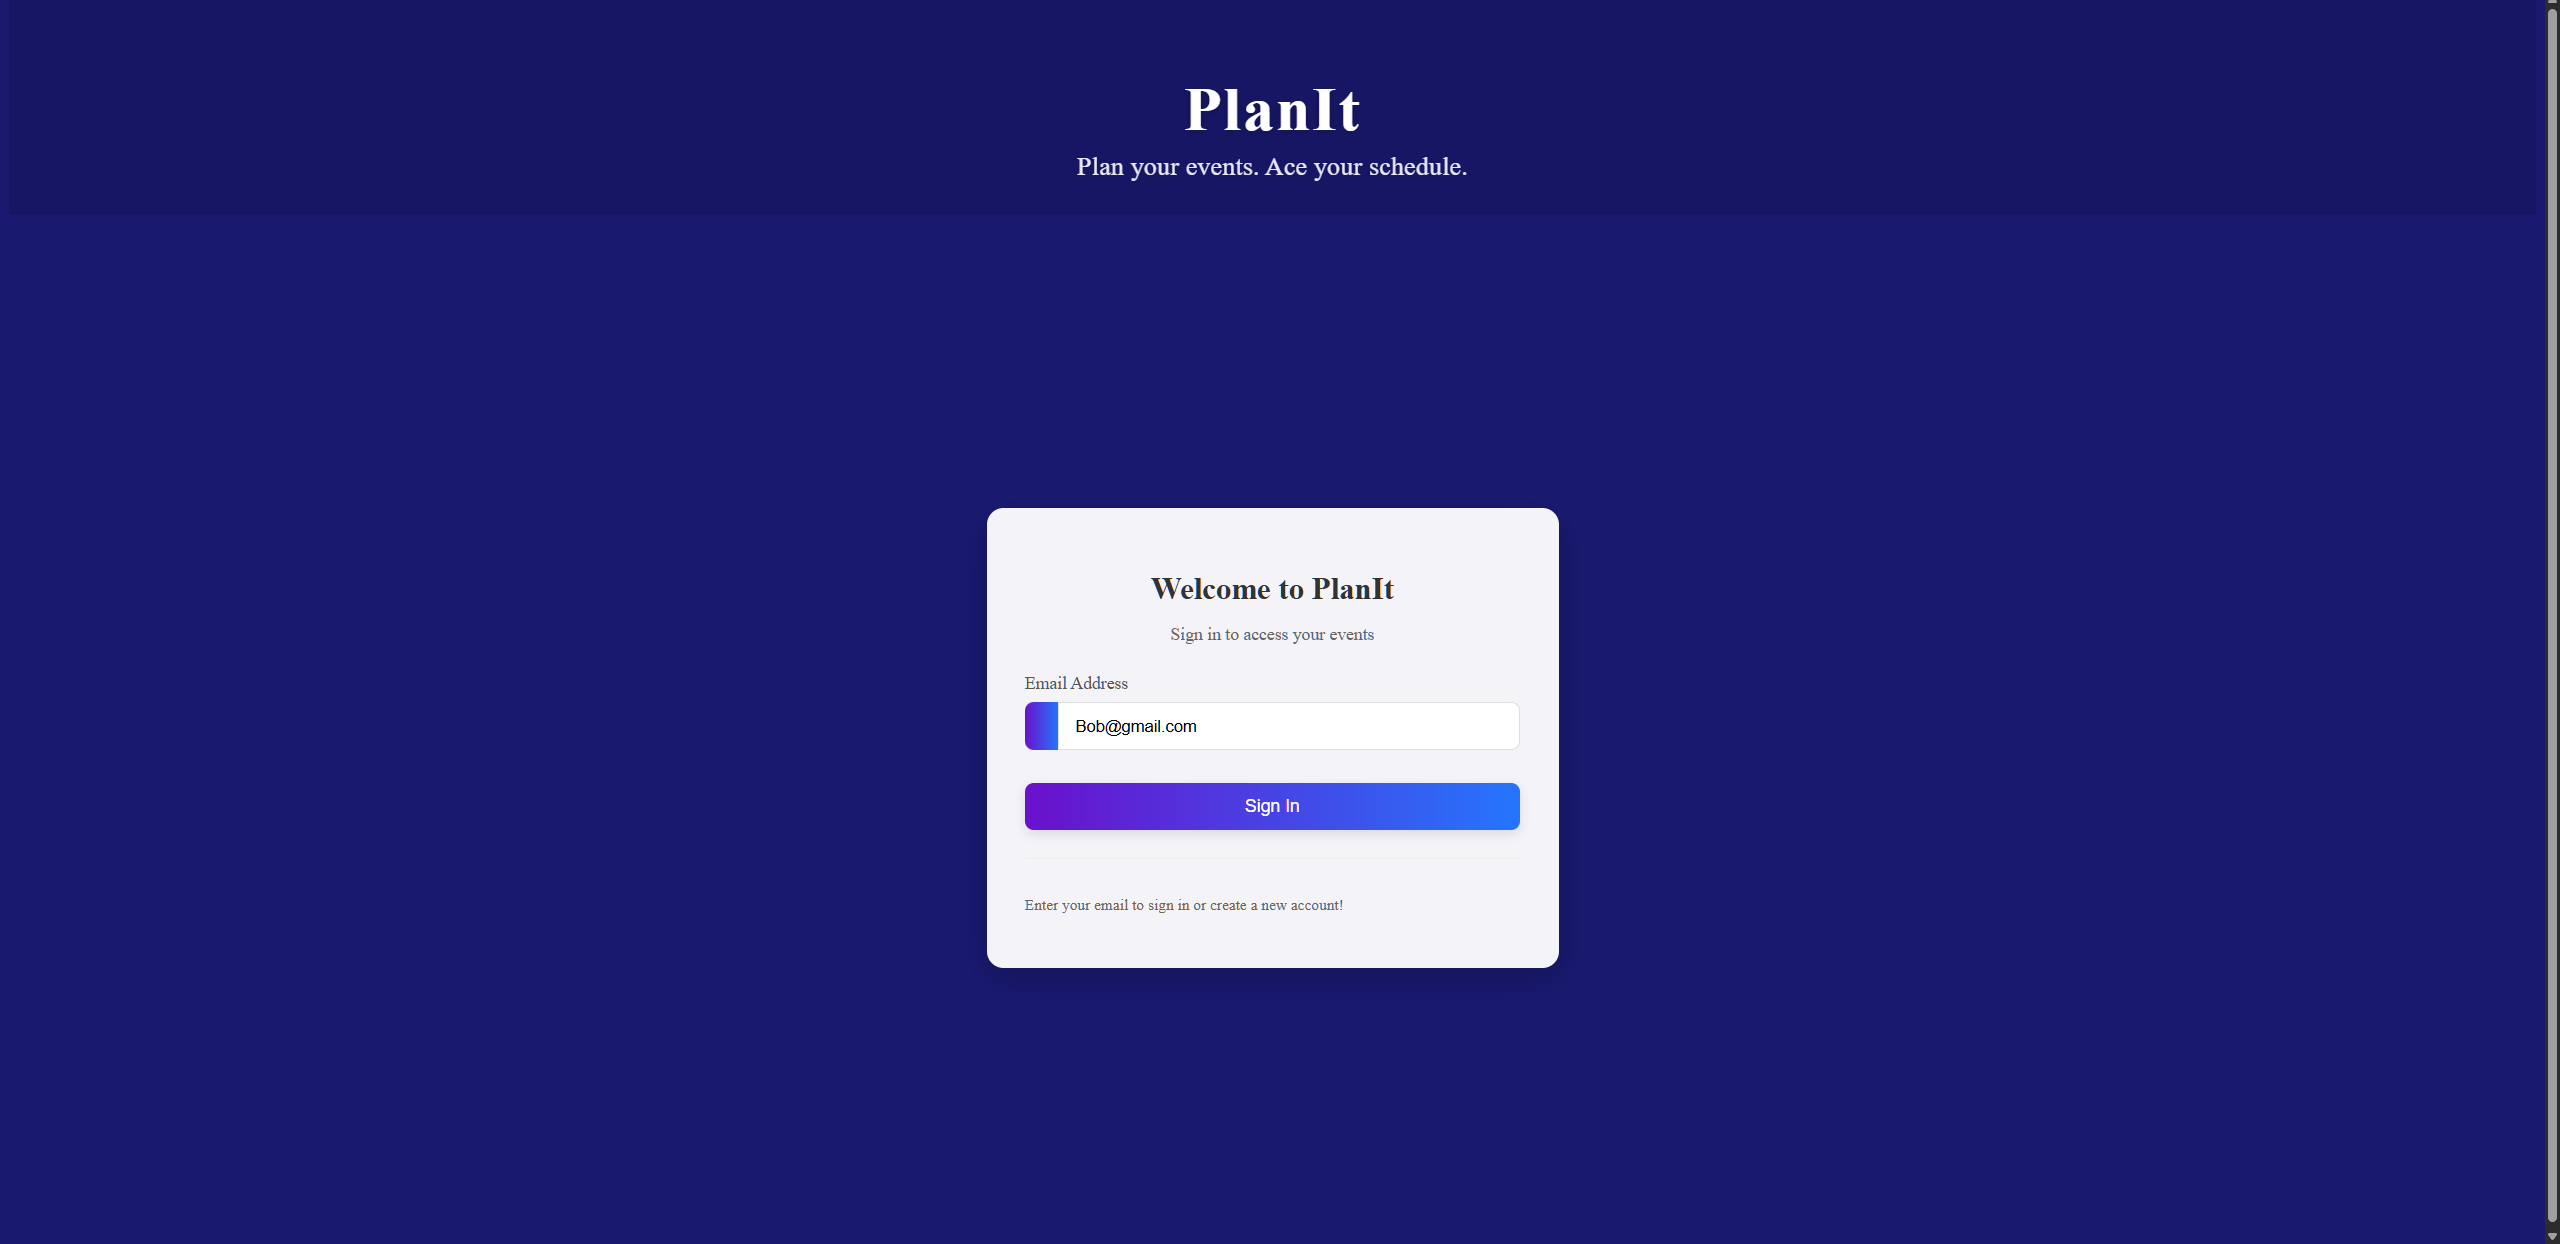 PlanIt
Plan your events. Ace your schedule.
Welcome to PlanIt
Sign in to access your events
Email Address
Bob@gmail.com
Sign In
Enter your email to sign in or create a new account!